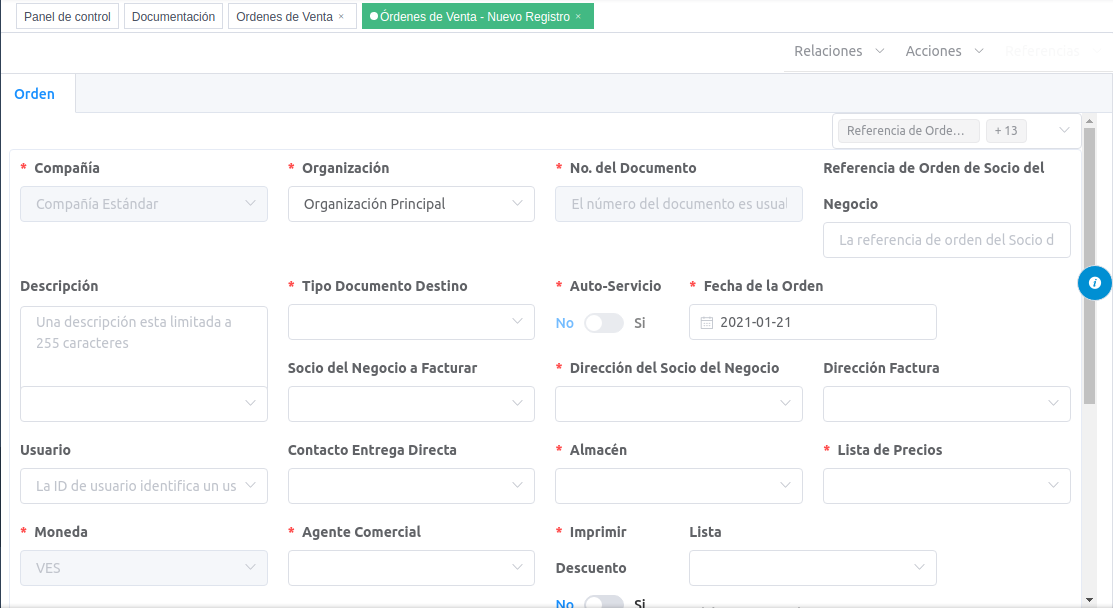 Panel de control
Documentación
Ordenes de Venta ×
Órdenes de Venta - Nuevo Registro ×
Relaciones
Acciones
Referencias
Orden
Referencia de Orde...
+ 13
* Compañía
* Organización
* No. del Documento
Referencia de Orden de Socio del
Negocio
Compañía Estándar
Organización Principal
El número del documento es usual
La referencia de orden del Socio d
Descripción
* Tipo Documento Destino
* Auto-Servicio
* Fecha de la Orden
Una descripción esta limitada a
255 caracteres
No
Si
2021-01-21
Socio del Negocio a Facturar
* Dirección del Socio del Negocio
Dirección Factura
Usuario
Contacto Entrega Directa
* Almacén
* Lista de Precios
La ID de usuario identifica un us
* Moneda
* Agente Comercial
* Imprimir
Descuento
Lista
VES
No
Si